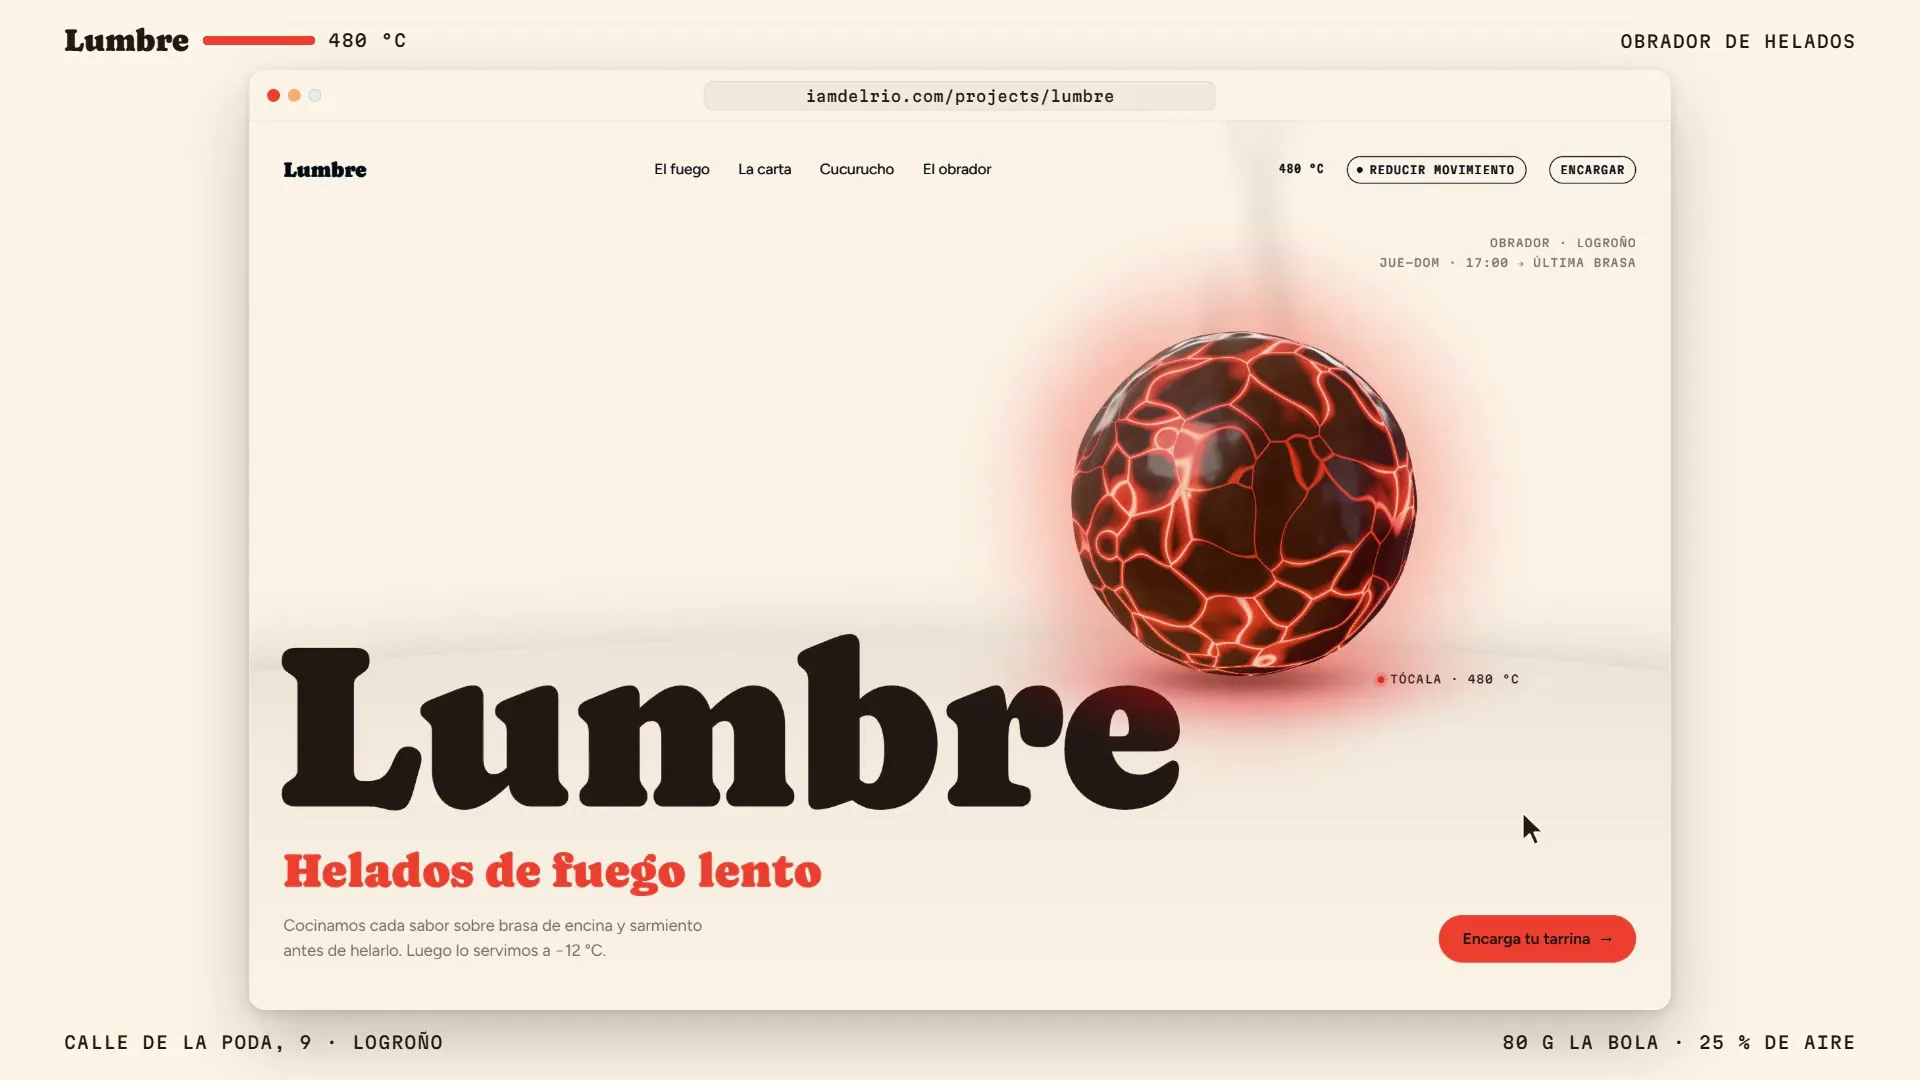 Lumbre 480 °C
OBRADOR DE HELADOS
iamdelrio.com/projects/lumbre
Lumbre
El fuego La carta Cucurucho El obrador
480 °C • REDUCIR MOVIMIENTO ENCARGAR
OBRADOR · LOGROÑO
JUE–DOM · 17:00 → ÚLTIMA BRASA
TÓCALA · 480 °C
Lumbre
Helados de fuego lento
Cocinamos cada sabor sobre brasa de encina y sarmiento
antes de helarlo. Luego lo servimos a −12 °C.
Encarga tu tarrina →
CALLE DE LA PODA, 9 · LOGROÑO
80 G LA BOLA · 25 % DE AIRE